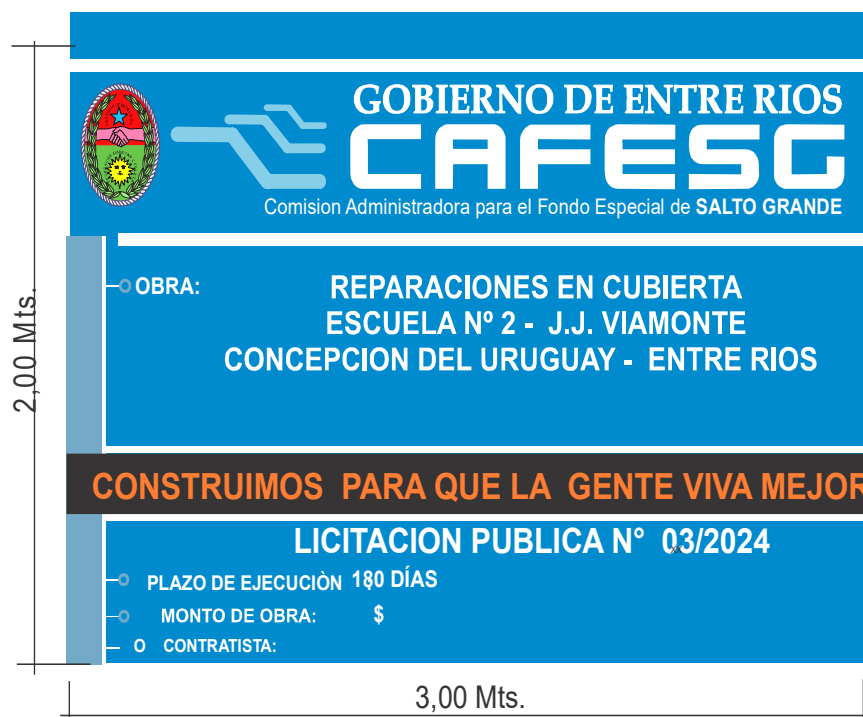 GOBIERNO DE ENTRE RIOS
CAFESG
Comision Administradora para el Fondo Especial de SALTO GRANDE
2,00 Mts.
OBRA:
REPARACIONES EN CUBIERTA
ESCUELA Nº 2 - J.J. VIAMONTE
CONCEPCION DEL URUGUAY - ENTRE RIOS
CONSTRUIMOS PARA QUE LA GENTE VIVA MEJOR
LICITACION PUBLICA N° 03/2024
PLAZO DE EJECUCIÒN 180 DÍAS
MONTO DE OBRA: $
O CONTRATISTA:
3,00 Mts.